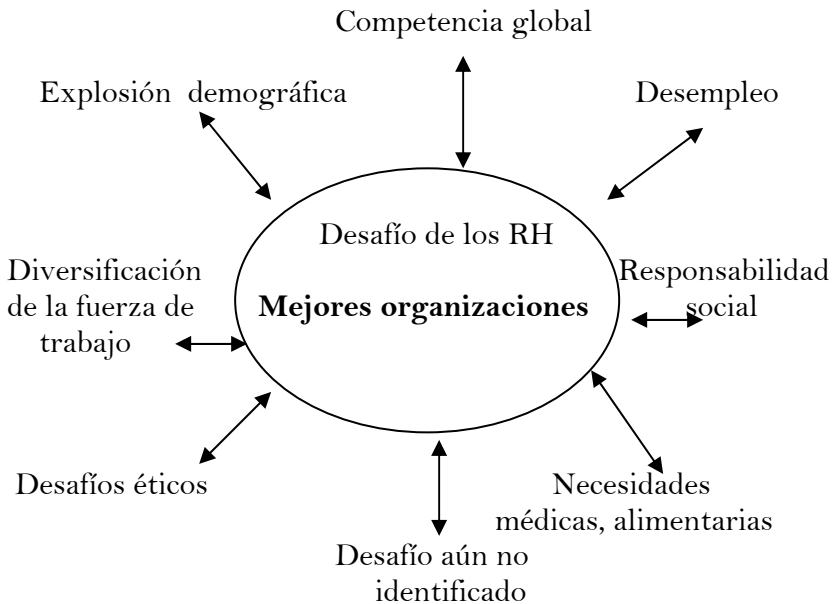 Competencia global
Explosión demográfica
Desempleo
Desafío de los RH
Mejores organizaciones
Diversificación
de la fuerza de
trabajo
Responsabilidad
social
Desafíos éticos
Necesidades
médicas, alimentarias
Desafío aún no
identificado